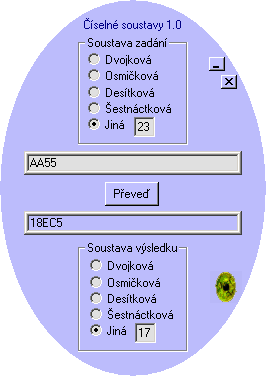 Číselné soustavy 1.0
Soustava zadání
Dvojková
Osmičková
Desítková
Šestnáctková
Jiná 23
AA55
Převeď
18EC5
Soustava výsledku
Dvojková
Osmičková
Desítková
Šestnáctková
Jiná 17